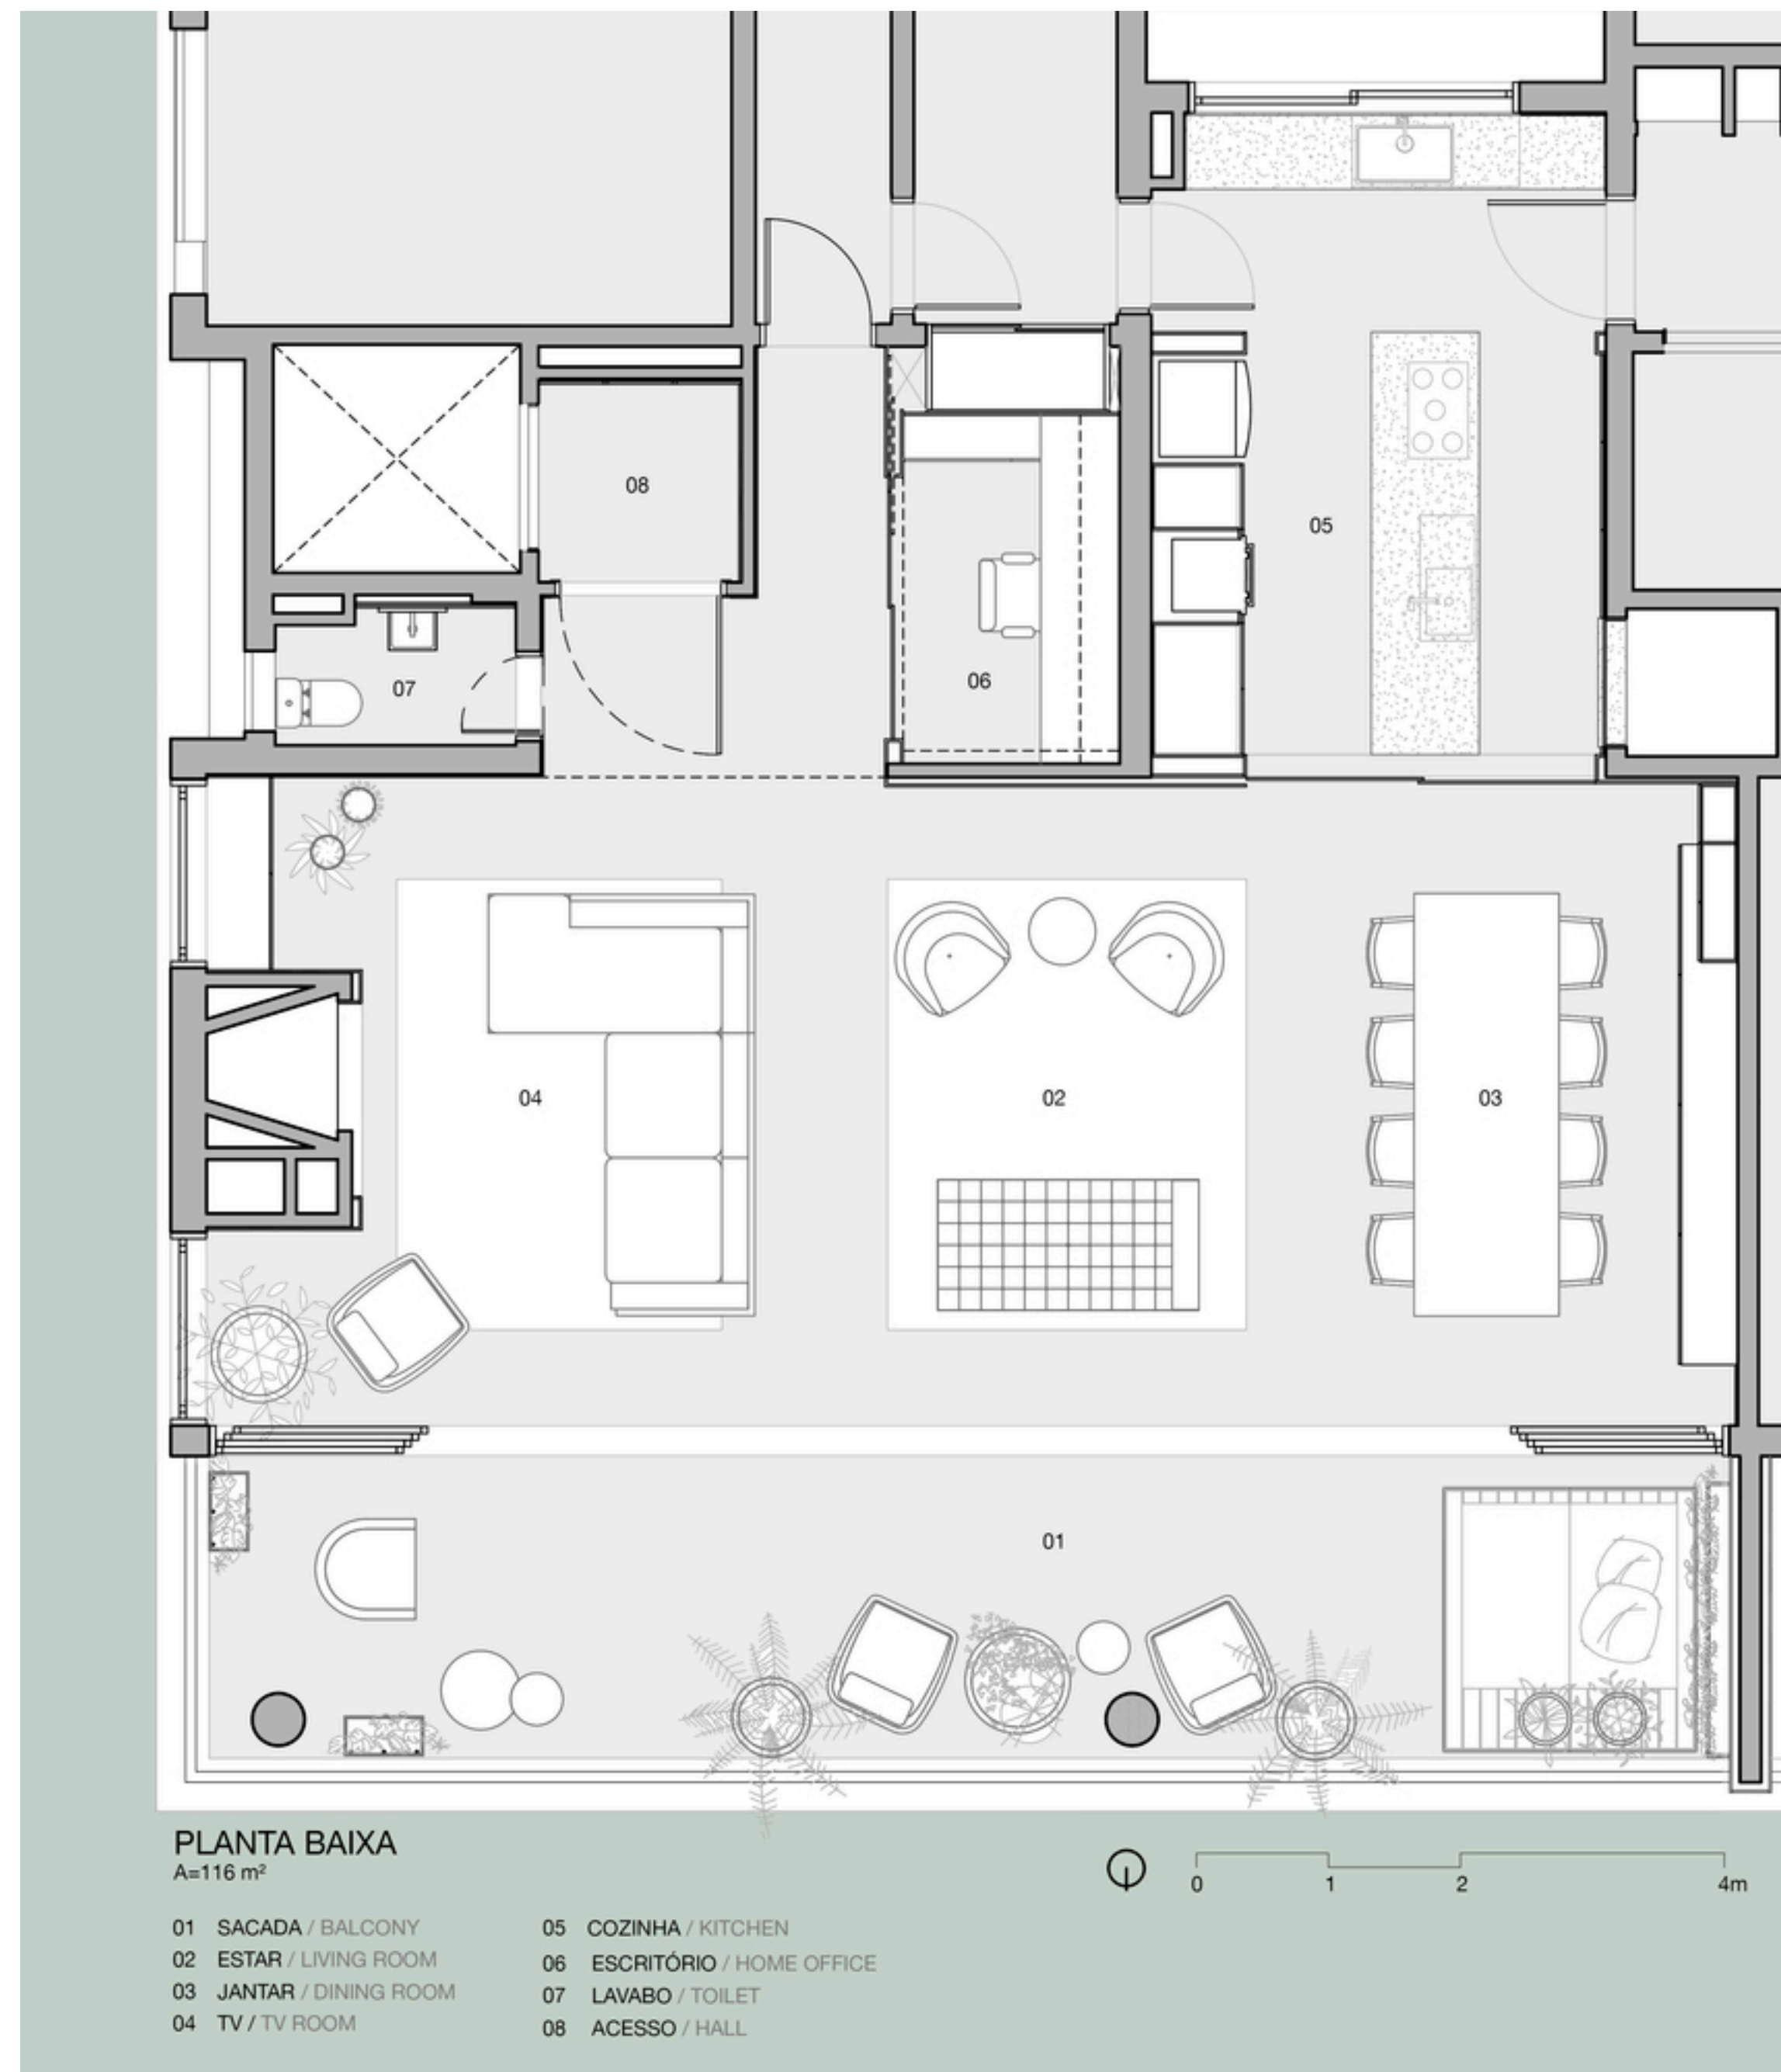 08
05
07
06
04
02
03
01
PLANTA BAIXA
A=116 m²
0 1 2 4m
01 SACADA / BALCONY
02 ESTAR / LIVING ROOM
03 JANTAR / DINING ROOM
04 TV / TV ROOM
05 COZINHA / KITCHEN
06 ESCRITÓRIO / HOME OFFICE
07 LAVABO / TOILET
08 ACESSO / HALL